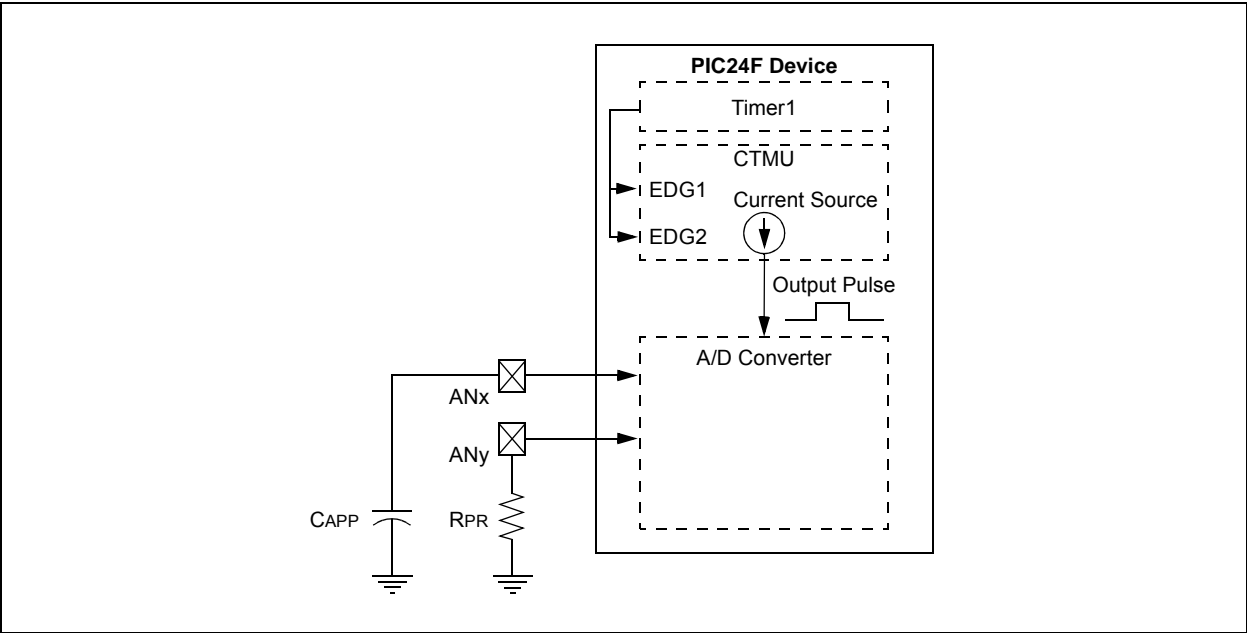 PIC24F Device
Timer1
CTMU
EDG1
Current Source
EDG2
Output Pulse
A/D Converter
ANx
ANy
CAPP
RPR